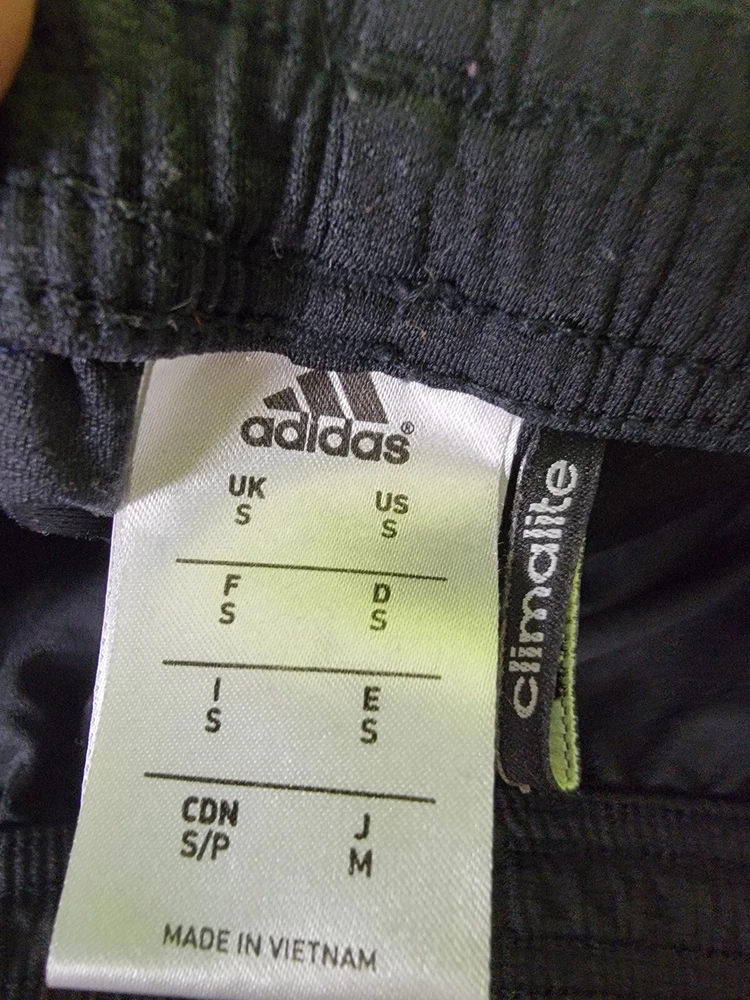 adidas®
UK US
S S
F D
S S
I E
S S
CDN J
S/P M
MADE IN VIETNAM
climalite